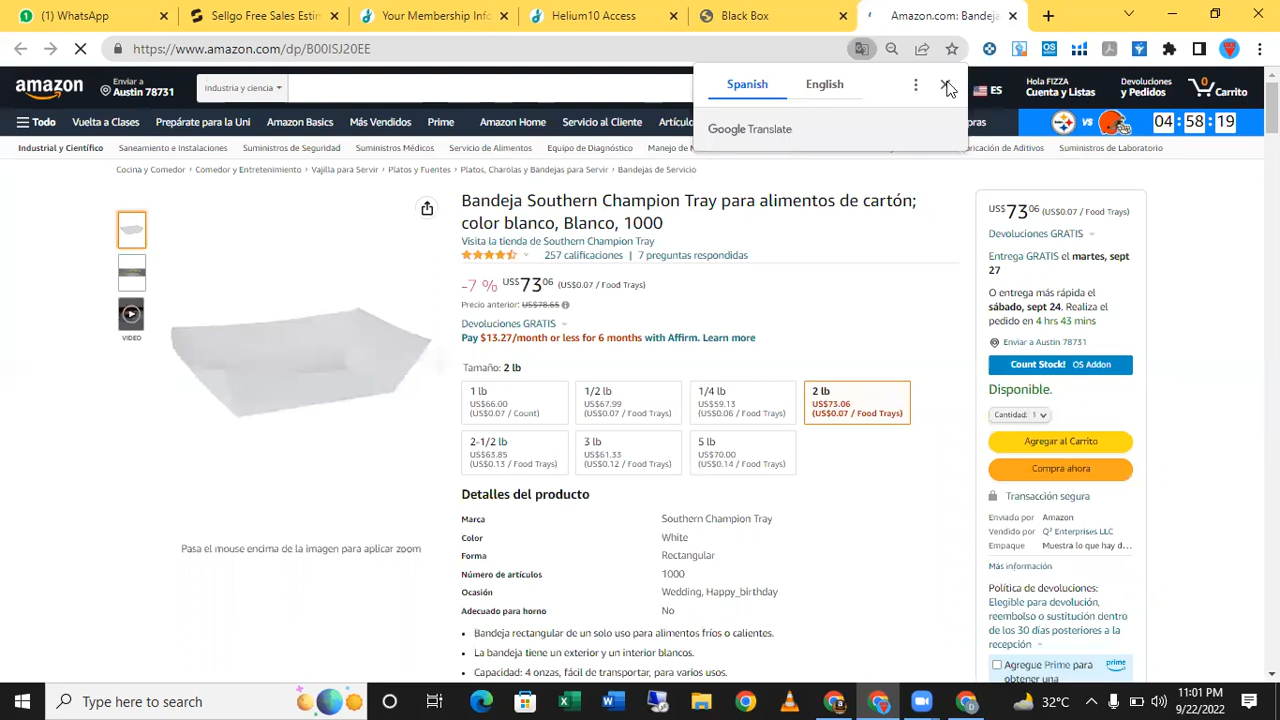 (1) WhatsApp
Sellgo Free Sales Estim
Your Membership Info
Helium10 Access
Black Box
Amazon.com: Bandeja
https://www.amazon.com/dp/B00ISJ20EE
Spanish
English
Google Translate
amazon
Enviar a
Austin 78731
Industria y ciencia
ES
Hola FIZZA
Cuenta y Listas
Devoluciones
y Pedidos
0
Carrito
Todo
Vuelve a Casa
Prepárate para el Uni
Amazon Basics
Más Vendidos
Prime
Amazon Home
Servicio al Cliente
VS
04:58:19
Industrial y Científico
Saneamiento e Instalaciones
Suministros de Seguridad
Suministros Médicos
Servicio de Alimentos
Equipo de Diagnóstico
Suministros de Laboratorio
Cocina y Comedor › Comedor y Entretenimiento › Vajilla para Servir › Platos y Fuentes › Platos, Charolas y Bandejas para Servir › Bandejas de Servicio
Bandeja Southern Champion Tray para alimentos de cartón;
color blanco, Blanco, 1000
Visita la tienda de Southern Champion Tray
257 calificaciones | 7 preguntas respondidas
-7 % US$73.06 (US$0.07 / Food Trays)
Precio anterior: US$78.65
Devoluciones GRATIS
Pay $13.27/month or less for 6 months with Affirm. Learn more
Tamaño: 2 lb
1 lb
US$66.00
(US$0.07 / Count)
1/2 lb
US$67.99
(US$0.07 / Food Trays)
1/4 lb
US$59.13
(US$0.06 / Food Trays)
2 lb
US$73.06
(US$0.07 / Food Trays)
2-1/2 lb
US$63.85
(US$0.13 / Food Trays)
3 lb
US$61.33
(US$0.12 / Food Trays)
5 lb
US$70.00
(US$0.14 / Food Trays)
Detalles del producto
Marca Southern Champion Tray
Color White
Forma Rectangular
Número de artículos 1000
Ocasión Wedding, Happy_birthday
Adecuado para horno No
• Bandeja rectangular de un solo uso para alimentos fríos o calientes.
• La bandeja tiene un exterior y un interior blancos.
• Capacidad: 4 onzas, fácil de transportar, para varios usos.
VIDEO
Pasa el mouse encima de la imagen para aplicar zoom
US$73.06 (US$0.07 / Food Trays)
Devoluciones GRATIS
Entrega GRATIS el martes, sept
27
O entrega más rápida el
sábado, sept 24. Realiza el
pedido en 4 hrs 43 mins
Enviar a Austin 78731
Count Stock! OS Addon
Disponible.
Cantidad: 1
Agregar al Carrito
Compra ahora
Transacción segura
Enviado por Amazon
Vendido por Q² Enterprises LLC
Empaque Muestra lo que hay d...
Más información
Política de devoluciones:
Elegible para devolución,
reembolso o sustitución dentro
de los 30 días posteriores a la
recepción
Agregue Prime para
obtener una
prime
Type here to search
32°C
11:01 PM
9/22/2022